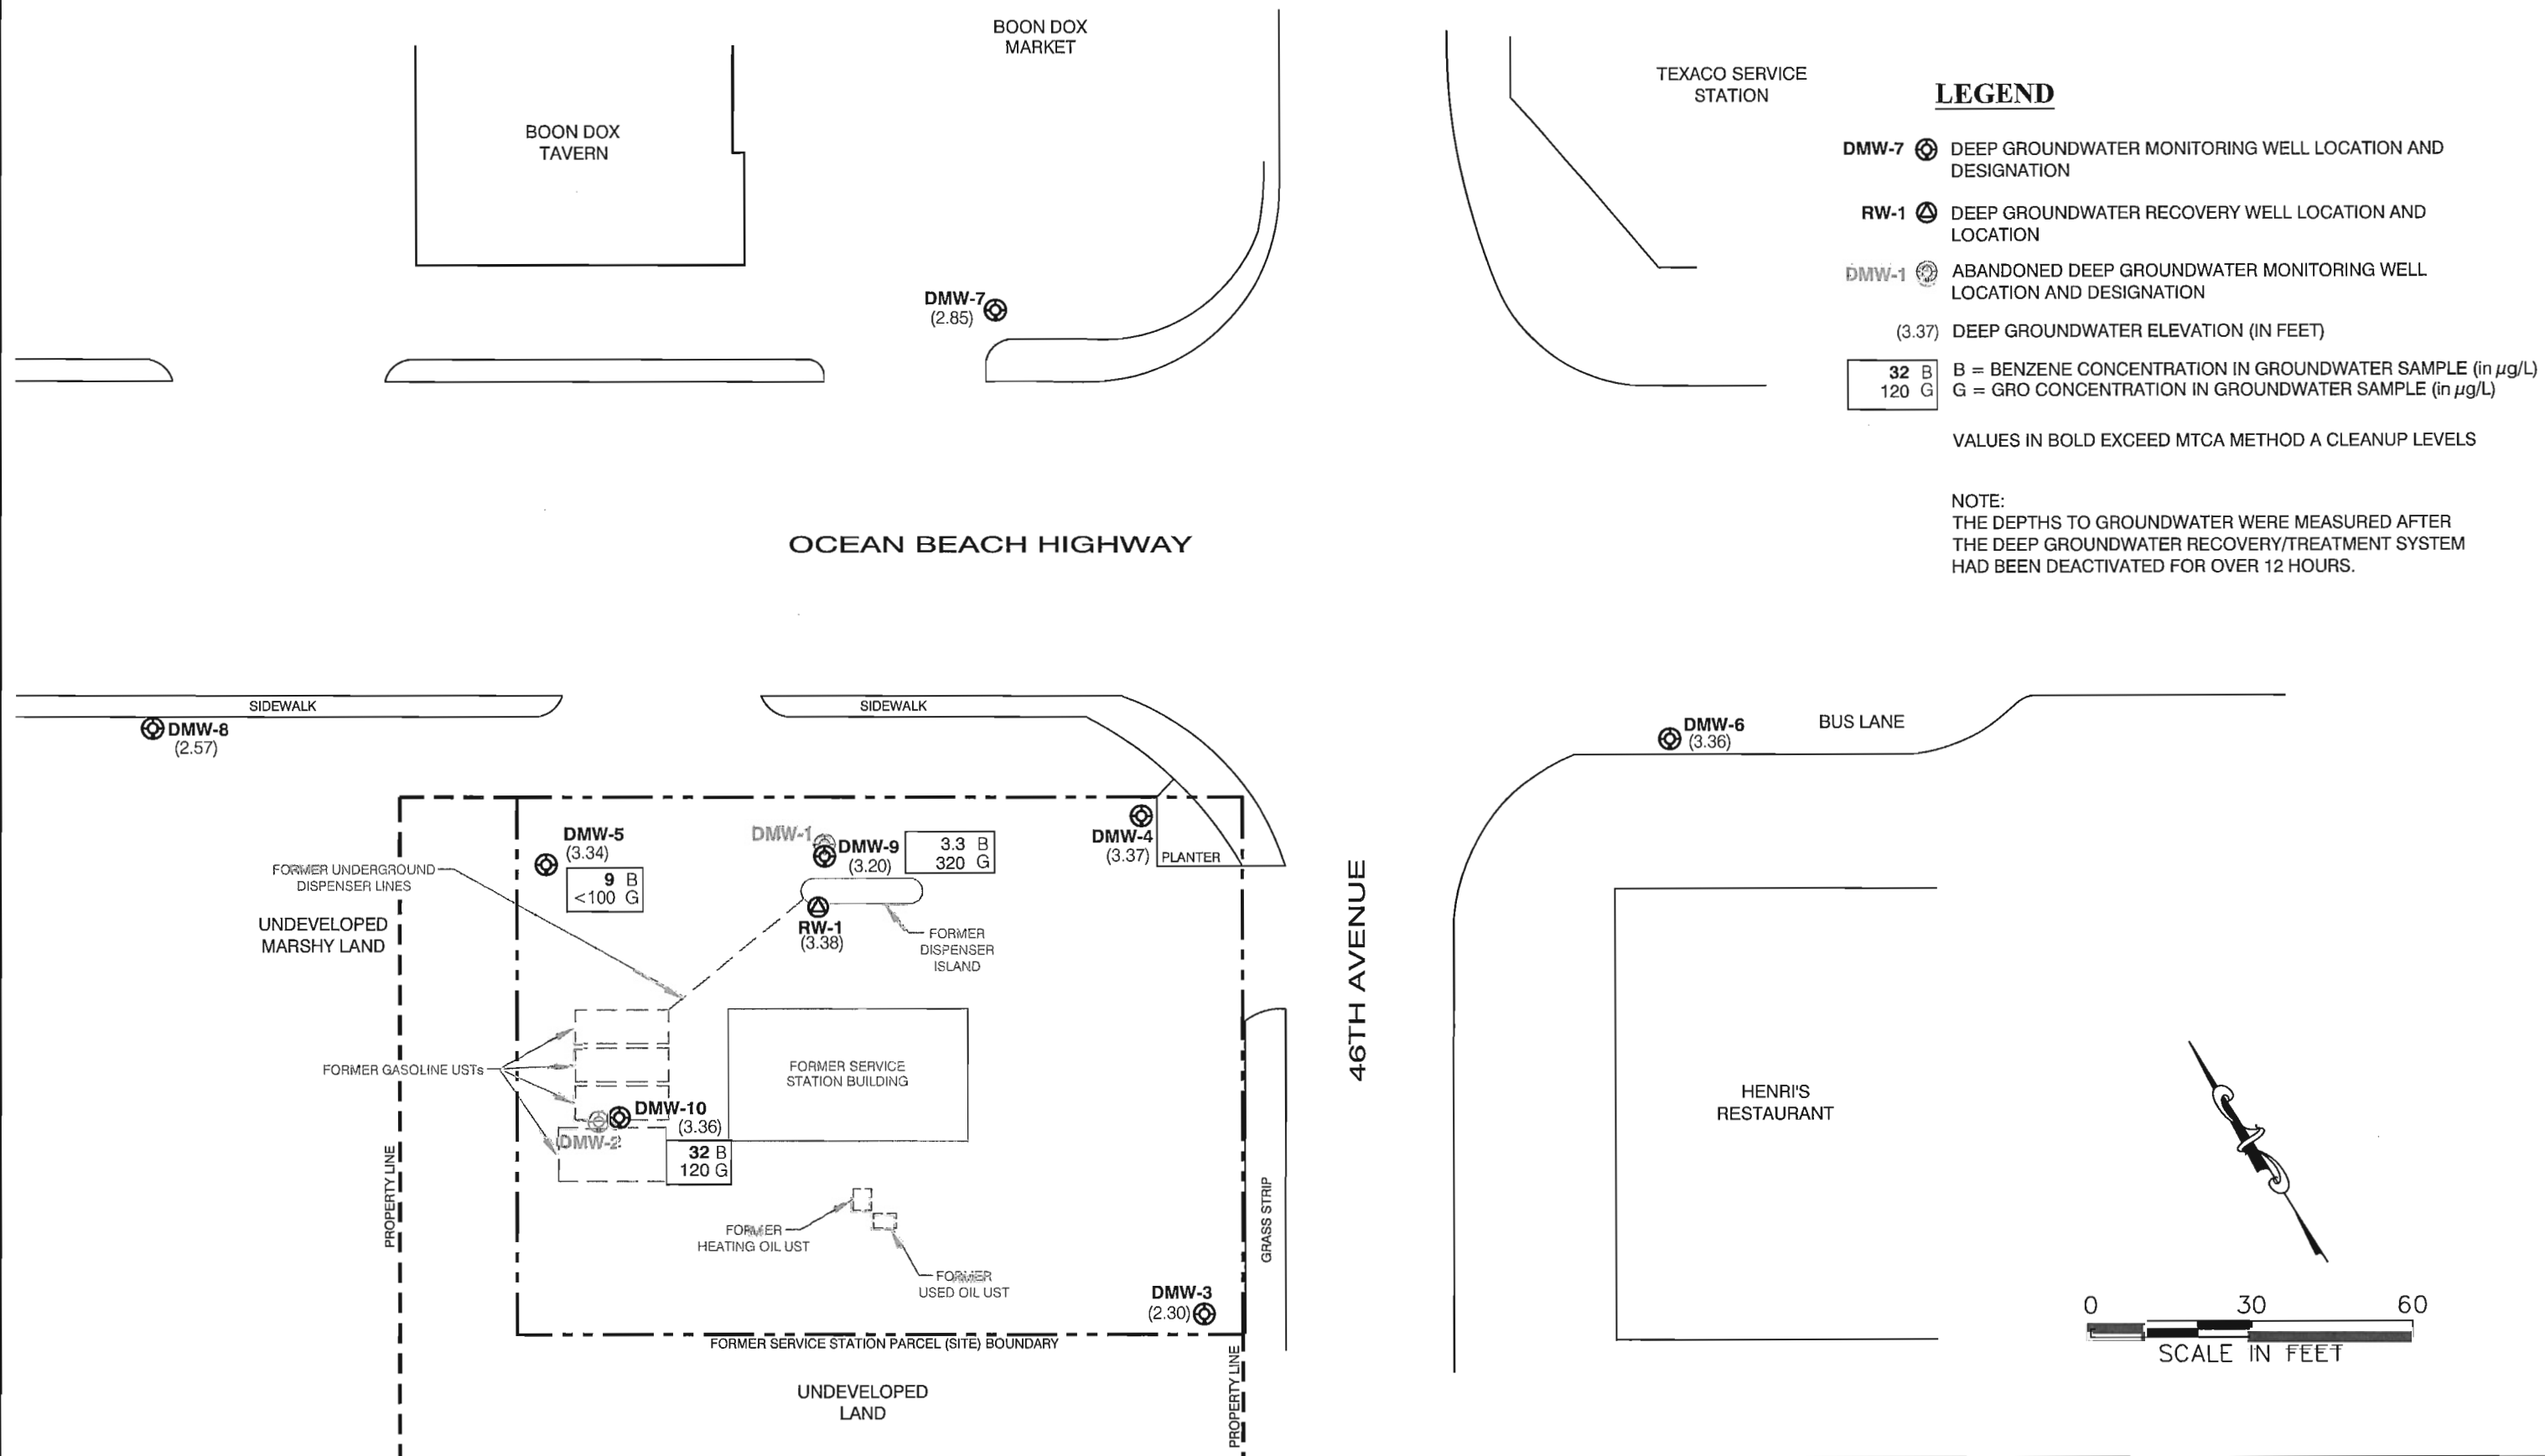 BOON DOX
MARKET
BOON DOX
TAVERN
TEXACO SERVICE
STATION
LEGEND
DMW-7 DEEP GROUNDWATER MONITORING WELL LOCATION AND
DESIGNATION
RW-1 DEEP GROUNDWATER RECOVERY WELL LOCATION AND
LOCATION
DMW-1 ABANDONED DEEP GROUNDWATER MONITORING WELL
LOCATION AND DESIGNATION
(3.37) DEEP GROUNDWATER ELEVATION (IN FEET)
32 B B = BENZENE CONCENTRATION IN GROUNDWATER SAMPLE (in µg/L)
120 G G = GRO CONCENTRATION IN GROUNDWATER SAMPLE (in µg/L)
VALUES IN BOLD EXCEED MTCA METHOD A CLEANUP LEVELS
NOTE:
THE DEPTHS TO GROUNDWATER WERE MEASURED AFTER
THE DEEP GROUNDWATER RECOVERY/TREATMENT SYSTEM
HAD BEEN DEACTIVATED FOR OVER 12 HOURS.
DMW-7
(2.85)
OCEAN BEACH HIGHWAY
SIDEWALK
SIDEWALK
DMW-8
(2.57)
DMW-6
(3.36)
BUS LANE
DMW-5
(3.34)
9 B
<100 G
DMW-1
DMW-9
(3.20)
3.3 B
320 G
DMW-4
(3.37)
PLANTER
FORMER UNDERGROUND
DISPENSER LINES
UNDEVELOPED
MARSHY LAND
RW-1
(3.38)
FORMER
DISPENSER
ISLAND
46TH AVENUE
FORMER GASOLINE USTs
FORMER SERVICE
STATION BUILDING
HENRI'S
RESTAURANT
DMW-10
(3.36)
DMW-2
32 B
120 G
PROPERTY LINE
FORMER
HEATING OIL UST
FORMER
USED OIL UST
GRASS STRIP
DMW-3
(2.30)
FORMER SERVICE STATION PARCEL (SITE) BOUNDARY
PROPERTY LINE
UNDEVELOPED
LAND
0 30 60
SCALE IN FEET